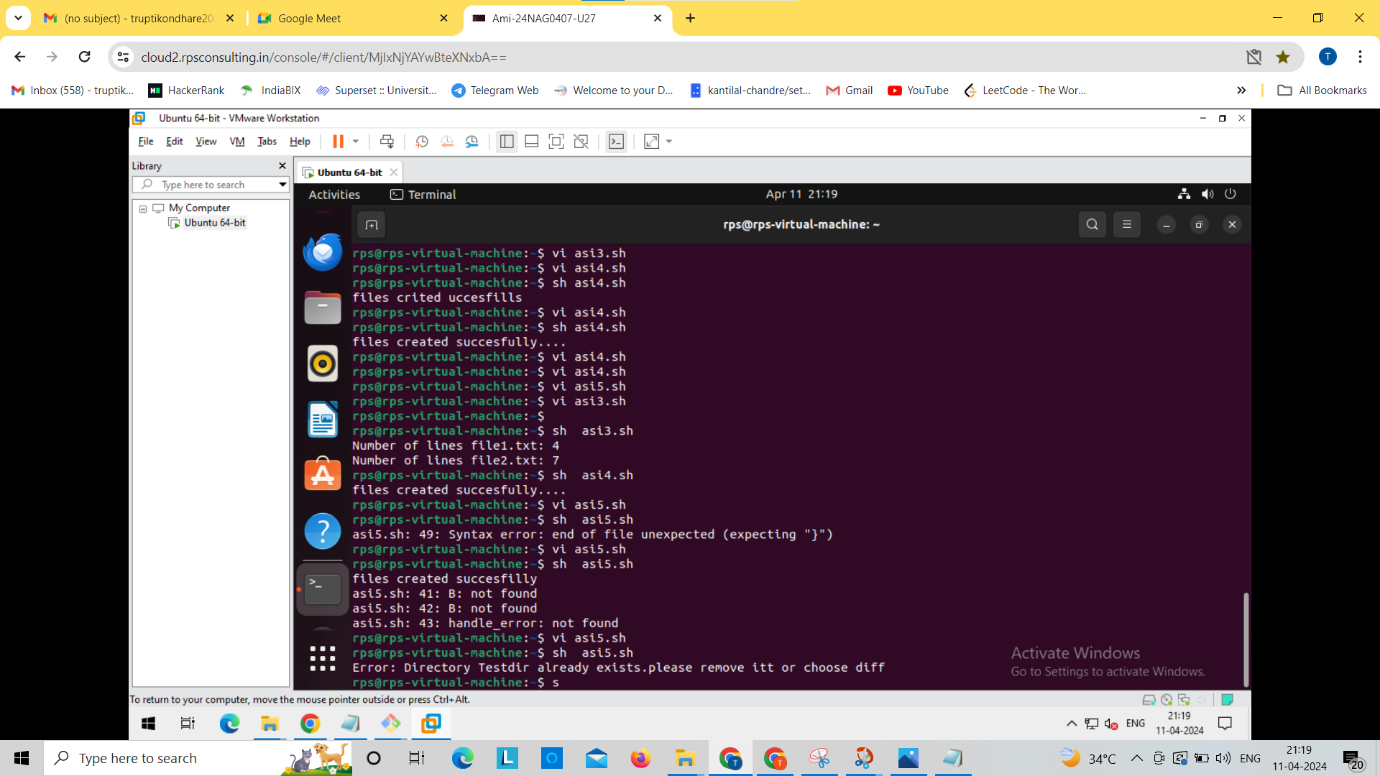 (no subject) - truptikondhare20
Google Meet
Ami-24NAG0407-U27
cloud2.rpsconsulting.in/console/#/client/MjIxNjYAYwBteXNxbA==
Inbox (558) - truptik...
HackerRank
IndiaBIX
Superset :: Universit...
Telegram Web
Welcome to your D...
kantilal-chandre/set...
Gmail
YouTube
LeetCode - The Wor...
All Bookmarks
Ubuntu 64-bit - VMware Workstation
File Edit View VM Tabs Help
Library
Type here to search
My Computer
Ubuntu 64-bit
Ubuntu 64-bit
Activities
Terminal
Apr 11 21:19
rps@rps-virtual-machine: ~
rps@rps-virtual-machine:~$ vi asi3.sh
rps@rps-virtual-machine:~$ vi asi4.sh
rps@rps-virtual-machine:~$ sh asi4.sh
files crited uccesfills
rps@rps-virtual-machine:~$ vi asi4.sh
rps@rps-virtual-machine:~$ sh asi4.sh
files created succesfully....
rps@rps-virtual-machine:~$ vi asi4.sh
rps@rps-virtual-machine:~$ vi asi4.sh
rps@rps-virtual-machine:~$ vi asi5.sh
rps@rps-virtual-machine:~$ vi asi3.sh
rps@rps-virtual-machine:~$
rps@rps-virtual-machine:~$ sh  asi3.sh
Number of lines file1.txt: 4
Number of lines file2.txt: 7
rps@rps-virtual-machine:~$ sh  asi4.sh
files created succesfully....
rps@rps-virtual-machine:~$ vi asi5.sh
rps@rps-virtual-machine:~$ sh  asi5.sh
asi5.sh: 49: Syntax error: end of file unexpected (expecting "}")
rps@rps-virtual-machine:~$ vi asi5.sh
rps@rps-virtual-machine:~$ sh  asi5.sh
files created succesfilly
asi5.sh: 41: B: not found
asi5.sh: 42: B: not found
asi5.sh: 43: handle_error: not found
rps@rps-virtual-machine:~$ vi asi5.sh
rps@rps-virtual-machine:~$ sh  asi5.sh
Error: Directory Testdir already exists.please remove itt or choose diff
rps@rps-virtual-machine:~$ s
Activate Windows
Go to Settings to activate Windows.
To return to your computer, move the mouse pointer outside or press Ctrl+Alt.
ENG
21:19
11-04-2024
Type here to search
34°C
ENG
21:19
11-04-2024
20